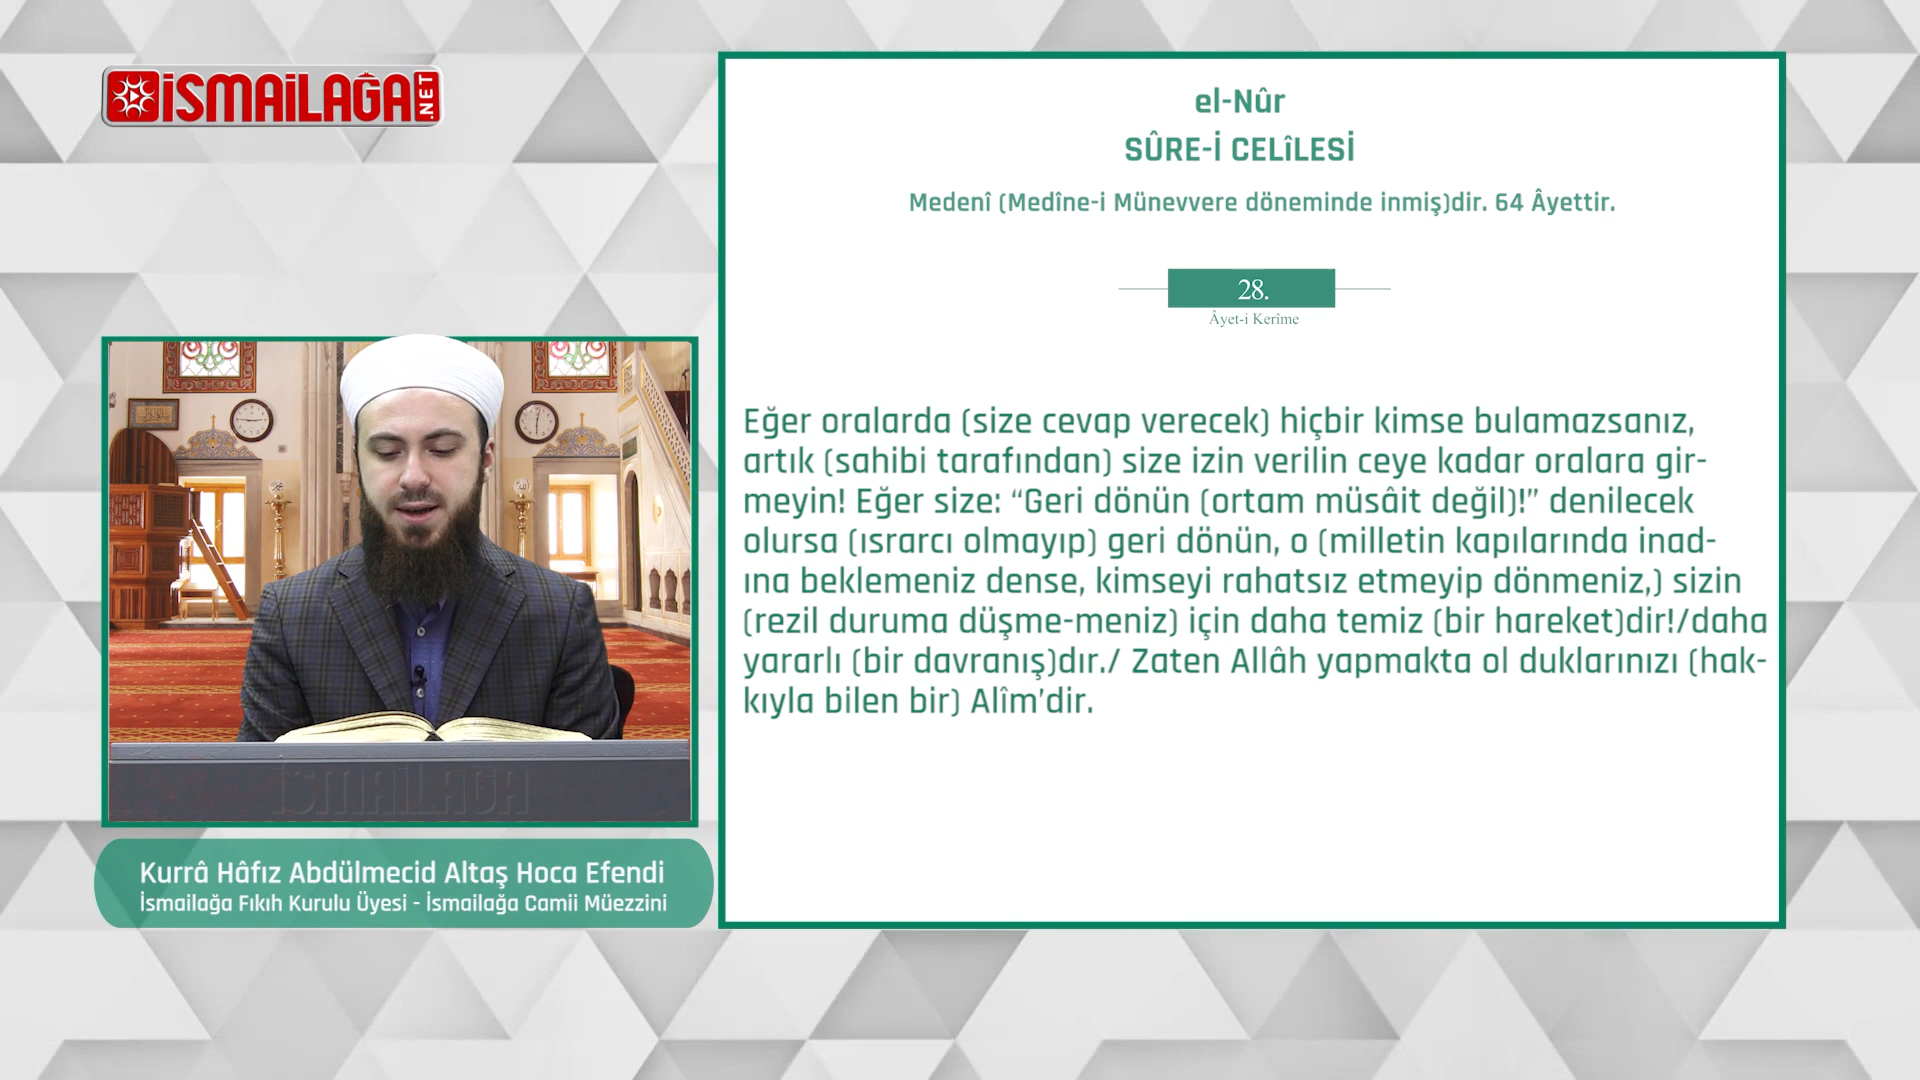 İSMAİLAĞA.NET
el-Nûr
SÛRE-İ CELîLESİ
Medenî (Medîne-i Münevvere döneminde inmiş)dir. 64 Âyettir.
28.
Âyet-i Kerîme
Eğer oralarda (size cevap verecek) hiçbir kimse bulamazsanız,
artık (sahibi tarafından) size izin verilin ceye kadar oralara gir-
meyin! Eğer size: “Geri dönün (ortam müsâit değil)!” denilecek
olursa (ısrarcı olmayıp) geri dönün, o (milletin kapılarında inad-
ına beklemeniz dense, kimseyi rahatsız etmeyip dönmeniz,) sizin
(rezil duruma düşme-meniz) için daha temiz (bir hareket)dir!/daha
yararlı (bir davranış)dır./ Zaten Allâh yapmakta ol duklarınızı (hak-
kıyla bilen bir) Alîm’dir.
İSMAİLAĞA
Kurrâ Hâfız Abdülmecid Altaş Hoca Efendi
İsmailağa Fıkıh Kurulu Üyesi - İsmailağa Camii Müezzini